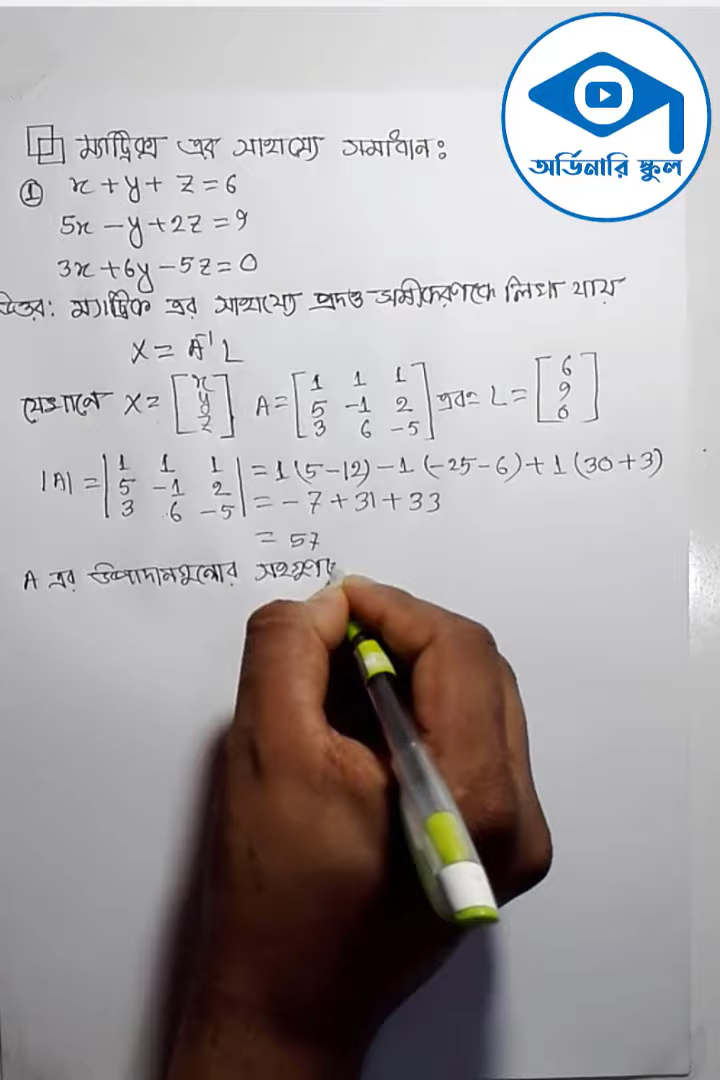 অর্ডিনারি স্কুল
ম্যাট্রিক্স এর সাহায্যে সমাধান:
① x + y + z = 6
5x - y + 2z = 9
3x + 6y - 5z = 0
উত্তর: ম্যাট্রিক্স এর সাহায্যে প্রদত্ত সমীকরণকে লিখা যায়
X = A⁻¹ L
যেখানে X = [x y z] A = [1 1 1 5 -1 2 3 6 -5] এবং L = [6 9 0]
|A| = |1 1 1 5 -1 2 3 6 -5| = 1(5-12) - 1(-25-6) + 1(30+3)
= -7 + 31 + 33
= 57
A এর উপাদানগুলোর সহগুণ